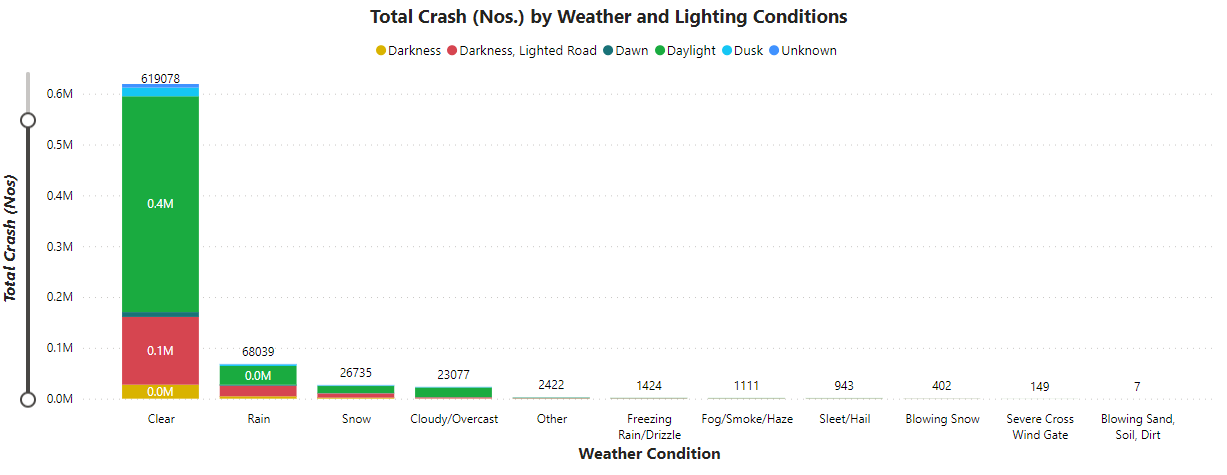 Total Crash (Nos.) by Weather and Lighting Conditions
Darkness Darkness, Lighted Road Dawn Daylight Dusk Unknown
Total Crash (Nos)
0.6M
0.5M
0.4M
0.3M
0.2M
0.1M
0.0M
619078
0.4M
0.1M
0.0M
68039
0.0M
26735
23077
2422
1424
1111
943
402
149
7
Clear
Rain
Snow
Cloudy/Overcast
Other
Freezing
Rain/Drizzle
Fog/Smoke/Haze
Sleet/Hail
Blowing Snow
Severe Cross
Wind Gate
Blowing Sand,
Soil, Dirt
Weather Condition